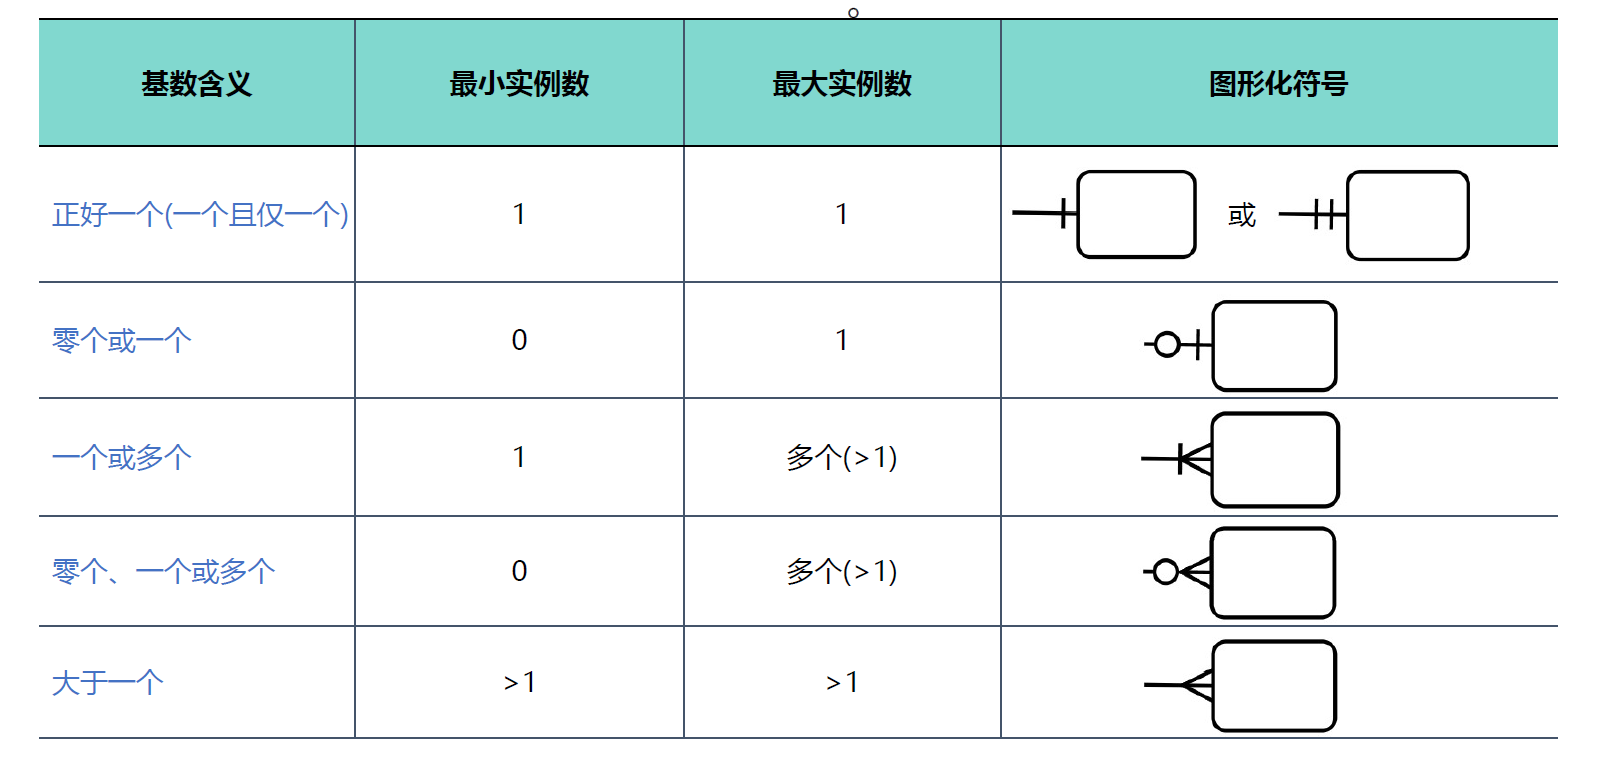 。
基数含义 最小实例数 最大实例数 图形化符号
正好一个(一个且仅一个) 1 1 或
零个或一个 0 1
一个或多个 1 多个(>1)
零个、一个或多个 0 多个(>1)
大于一个 >1 >1